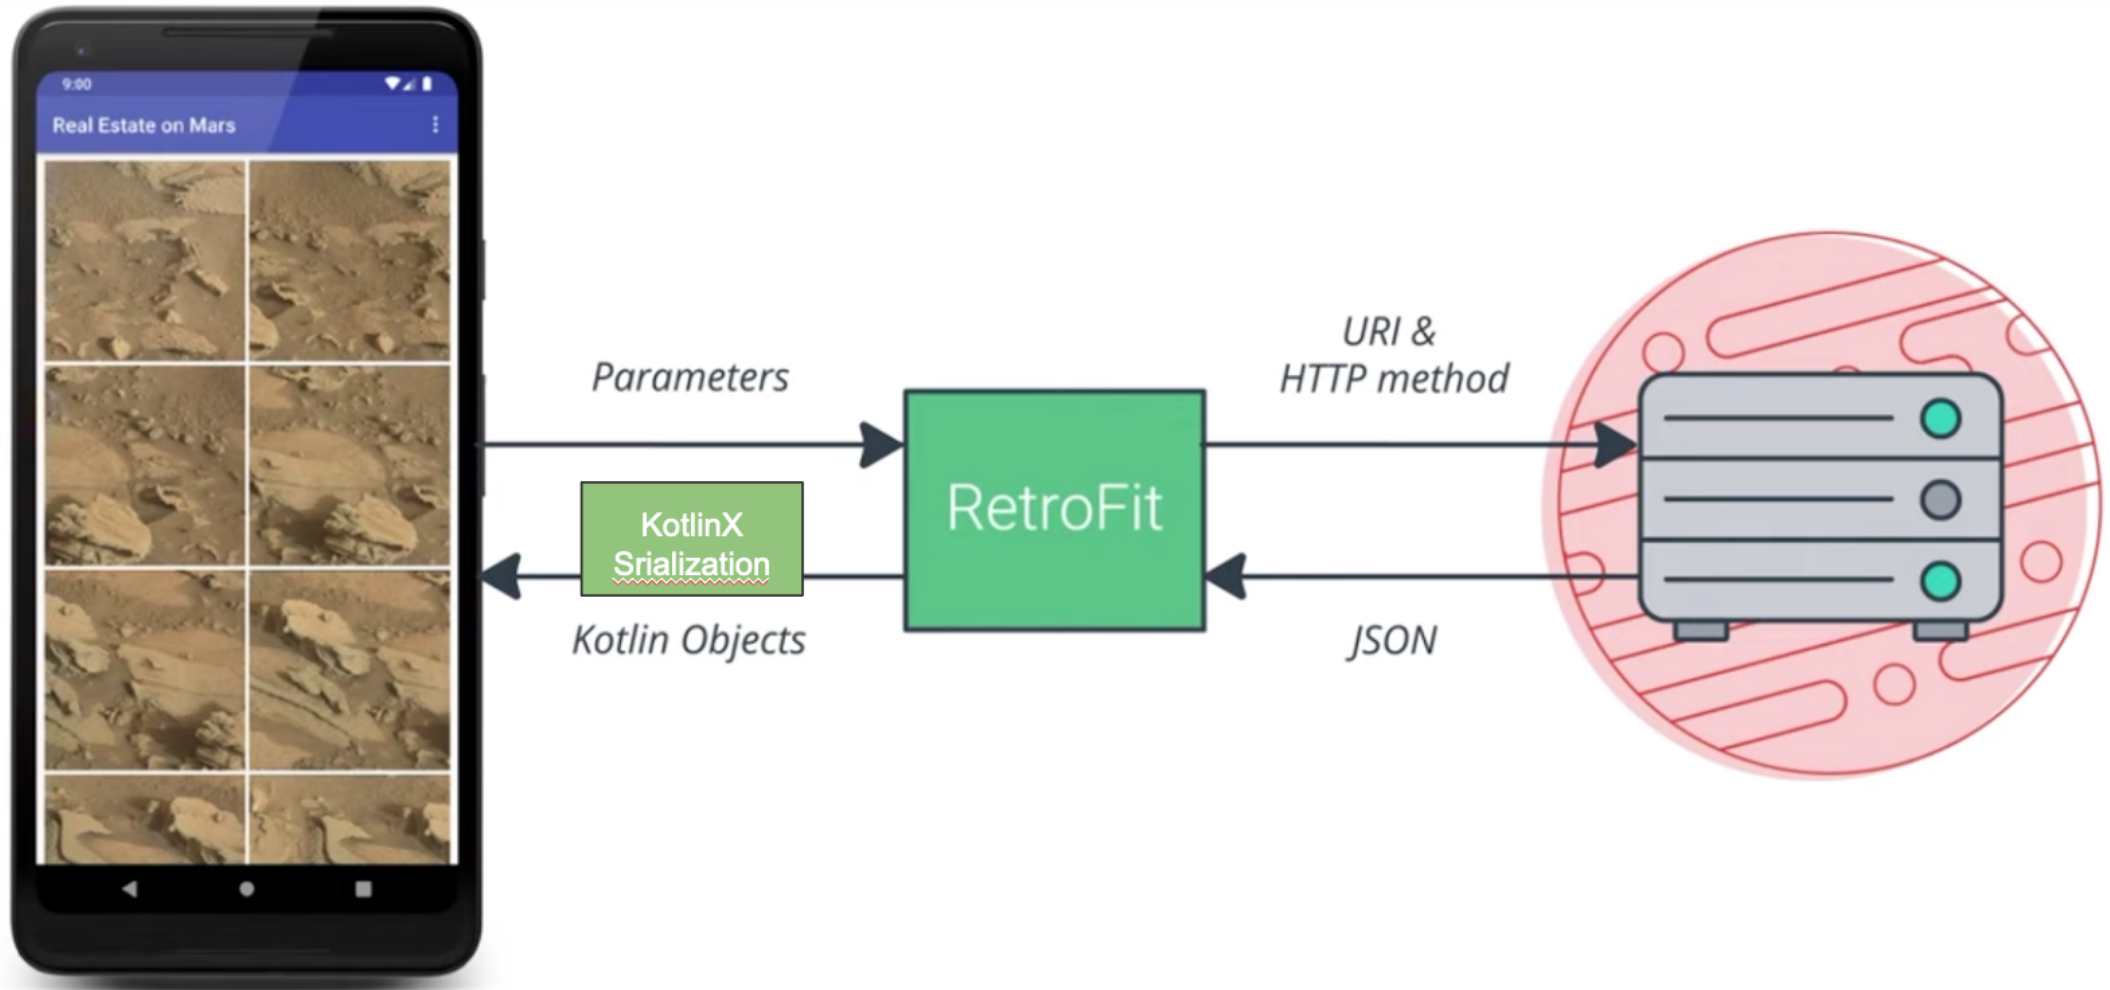 9:00
Real Estate on Mars
Parameters
KotlinX
Srialization
Kotlin Objects
RetroFit
URI &
HTTP method
JSON